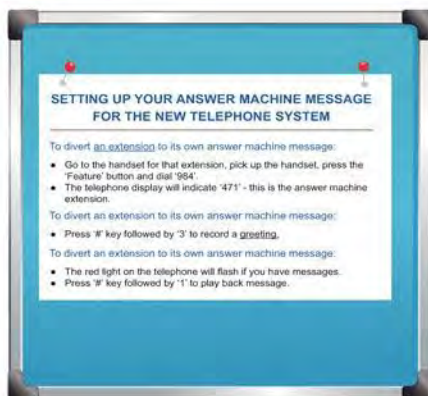 SETTING UP YOUR ANSWER MACHINE MESSAGE
FOR THE NEW TELEPHONE SYSTEM
To divert an extension to its own answer machine message:
● Go to the handset for that extension, pick up the handset, press the
'Feature' button and dial '984'.
● The telephone display will indicate '471' - this is the answer machine
extension.
To divert an extension to its own answer machine message:
● Press '#' key followed by '3' to record a greeting.
To divert an extension to its own answer machine message:
● The red light on the telephone will flash if you have messages.
● Press '#' key followed by '1' to play back message.